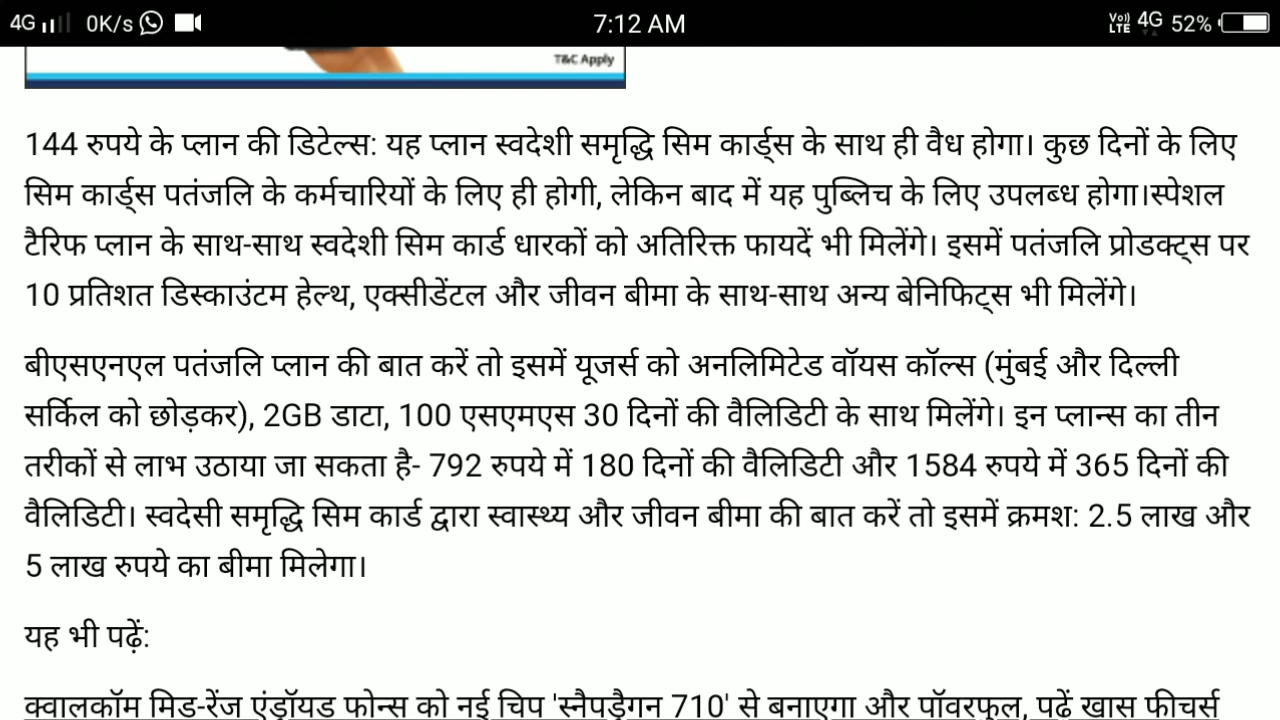 4G 0K/s 7:12 AM VoLTE 4G 52%
T&C Apply
144 रुपये के प्लान की डिटेल्स: यह प्लान स्वदेशी समृद्धि सिम कार्ड्स के साथ ही वैध होगा। कुछ दिनों के लिए
सिम कार्ड्स पतंजलि के कर्मचारियों के लिए ही होगी, लेकिन बाद में यह पुब्लिच के लिए उपलब्ध होगा।स्पेशल
टैरिफ प्लान के साथ-साथ स्वदेशी सिम कार्ड धारकों को अतिरिक्त फायदें भी मिलेंगे। इसमें पतंजलि प्रोडक्ट्स पर
10 प्रतिशत डिस्काउंटम हेल्थ, एक्सीडेंटल और जीवन बीमा के साथ-साथ अन्य बेनिफिट्स भी मिलेंगे।
बीएसएनएल पतंजलि प्लान की बात करें तो इसमें यूजर्स को अनलिमिटेड वॉयस कॉल्स (मुंबई और दिल्ली
सर्किल को छोड़कर), 2GB डाटा, 100 एसएमएस 30 दिनों की वैलिडिटी के साथ मिलेंगे। इन प्लान्स का तीन
तरीकों से लाभ उठाया जा सकता है- 792 रुपये में 180 दिनों की वैलिडिटी और 1584 रुपये में 365 दिनों की
वैलिडिटी। स्वदेसी समृद्धि सिम कार्ड द्वारा स्वास्थ्य और जीवन बीमा की बात करें तो इसमें क्रमश: 2.5 लाख और
5 लाख रुपये का बीमा मिलेगा।
यह भी पढ़ें:
क्वालकॉम मिड-रेंज एंड्रॉयड फोन्स को नई चिप 'स्नैपड्रैगन 710' से बनाएगा और पॉवरफुल, पढ़ें खास फीचर्स